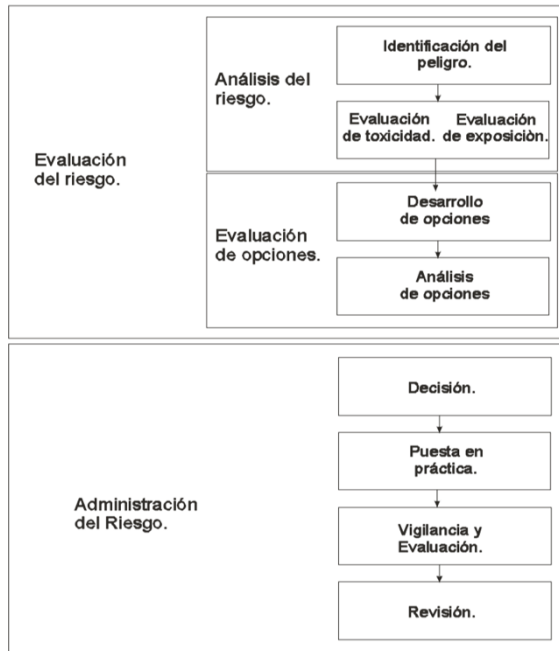 Evaluación
del riesgo.
Análisis del
riesgo.
Identificación del
peligro.
Evaluación
de toxicidad.
Evaluación
de exposiciòn.
Evaluación
de opciones.
Desarrollo
de opciones
Análisis
de opciones
Administración
del Riesgo.
Decisión.
Puesta en
práctica.
Vigilancia y
Evaluación.
Revisión.